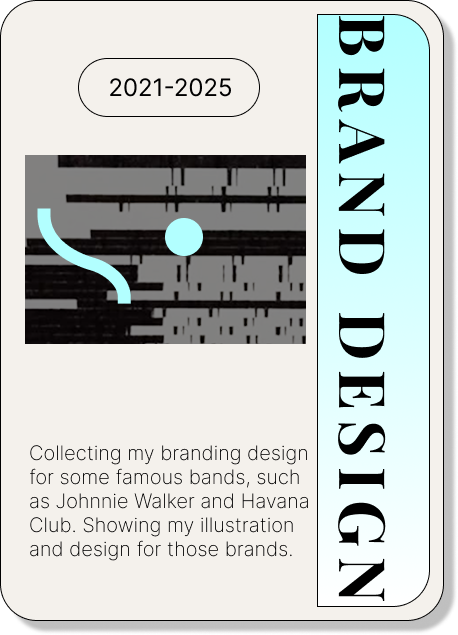 2021-2025
BRAND DESIGN
Collecting my branding design
for some famous bands, such
as Johnnie Walker and Havana
Club. Showing my illustration
and design for those brands.